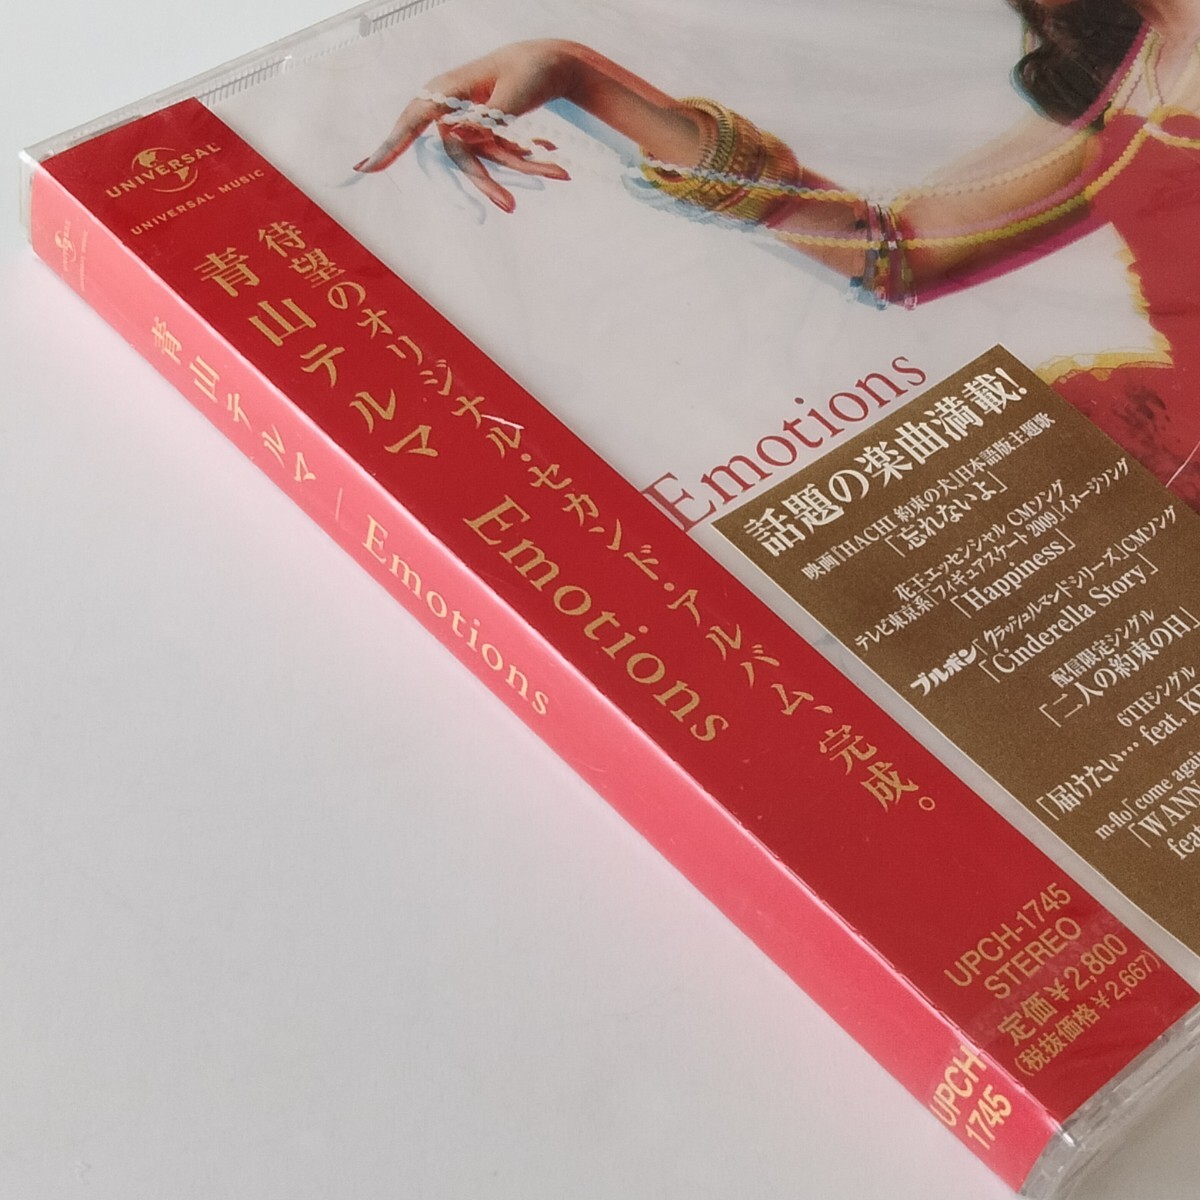 UNIVERSAL
UNIVERSAL MUSIC
待望のオリジナル・セカンド・アルバム、完成。
青山テルマ Emotions
UPCH-1745
STEREO
定価¥2,800
(税抜価格¥2,667)
青山テルマ | Emotions
UPCH
1745
Emotions
話題の楽曲満載!
映画『HACHI 約束の犬』日本語版主題歌
「忘れないよ」
花王エッセンシャル CMソング
テレビ東京系「フィギュアスケート2009」イメージソング
「Happiness」
ブルボン「クラッシュルマンドシリーズ」CMソング
「Cinderella Story」
配信限定シングル
「二人の約束の日」
6THシングル
「届けたい… feat.
m-flo「come again
「WANN
feat